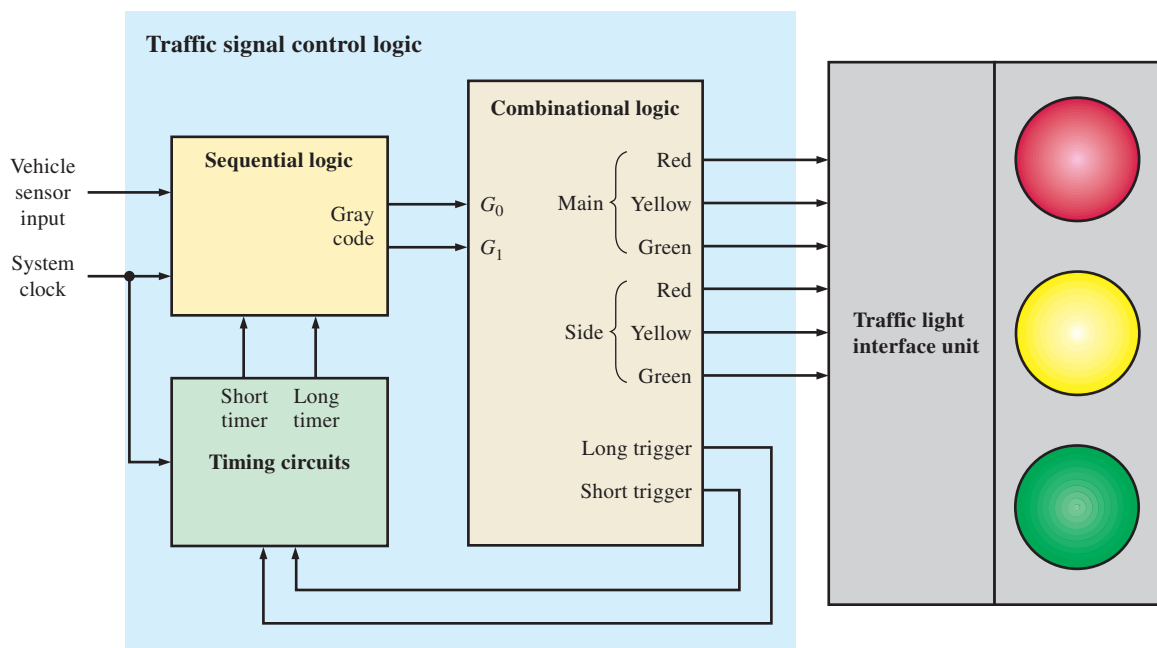 Traffic signal control logic
Vehicle
sensor
input
System
clock
Sequential logic
Gray
code
Short
timer
Long
timer
Timing circuits
Combinational logic
G0
G1
Main
Red
Yellow
Green
Side
Red
Yellow
Green
Long trigger
Short trigger
Traffic light
interface unit